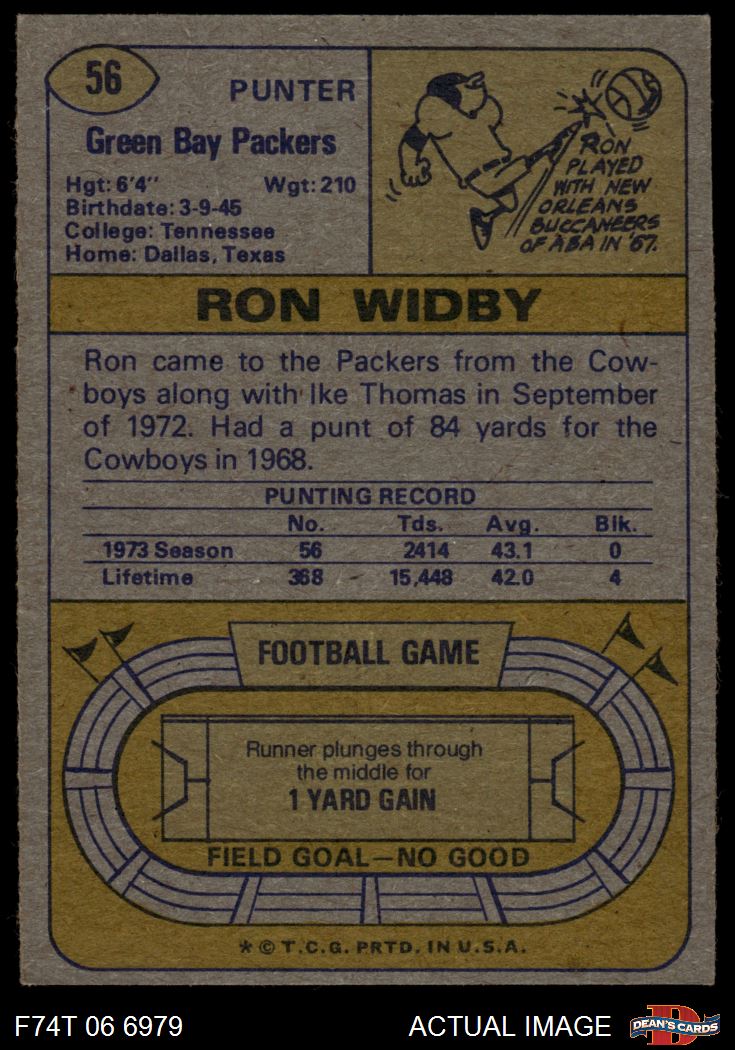 56
PUNTER
Green Bay Packers
Hgt: 6'4" Wgt: 210
Birthdate: 3-9-45
College: Tennessee
Home: Dallas, Texas
RON
PLAYED
WITH NEW
ORLEANS
BUCCANEERS
OF ABA IN '67.
RON WIDBY
Ron came to the Packers from the Cow-
boys along with Ike Thomas in September
of 1972. Had a punt of 84 yards for the
Cowboys in 1968.
PUNTING RECORD
No. Tds. Avg. Blk.
1973 Season 56 2414 43.1 0
Lifetime 368 15,448 42.0 4
FOOTBALL GAME
Runner plunges through
the middle for
1 YARD GAIN
FIELD GOAL—NO GOOD
* © T.C.G. PRTD. IN U.S.A.
F74T 06 6979 ACTUAL IMAGE D DEAN'S CARDS